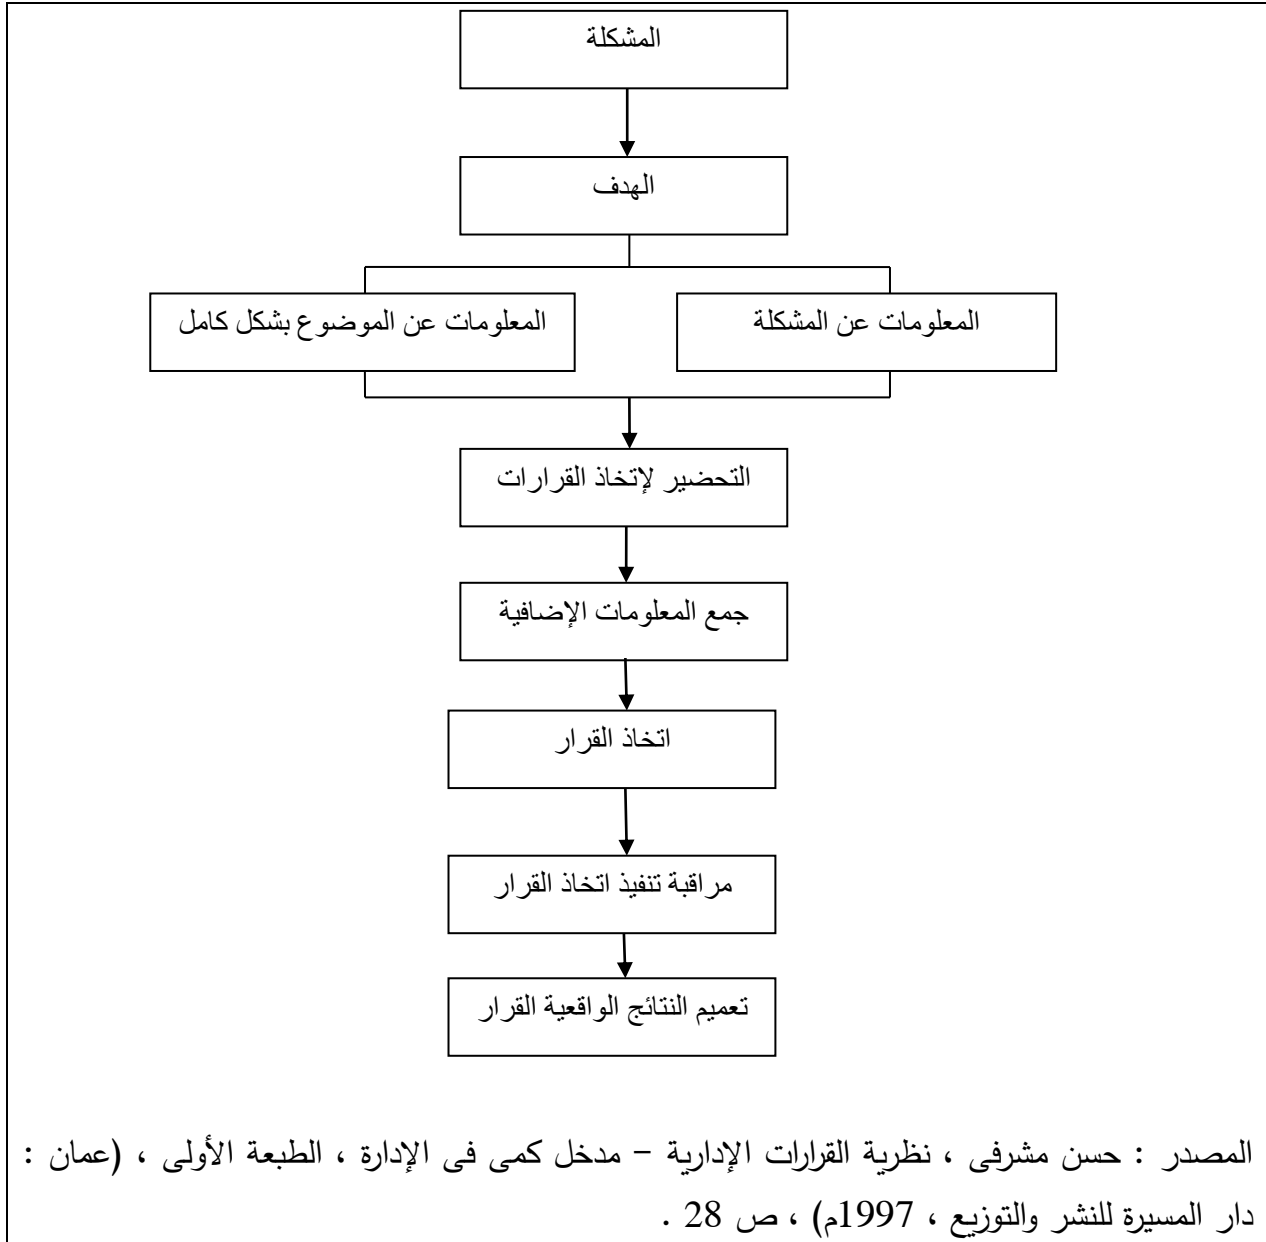 المشكلة
الهدف
المعلومات عن المشكلة
المعلومات عن الموضوع بشكل كامل
التحضير لإتخاذ القرارات
جمع المعلومات الإضافية
اتخاذ القرار
مراقبة تنفيذ اتخاذ القرار
تعميم النتائج الواقعية القرار
المصدر : حسن مشرفى ، نظرية القرارات الإدارية – مدخل كمى فى الإدارة ، الطبعة الأولى ، (عمان :
دار المسيرة للنشر والتوزيع ، 1997م) ، ص 28 .